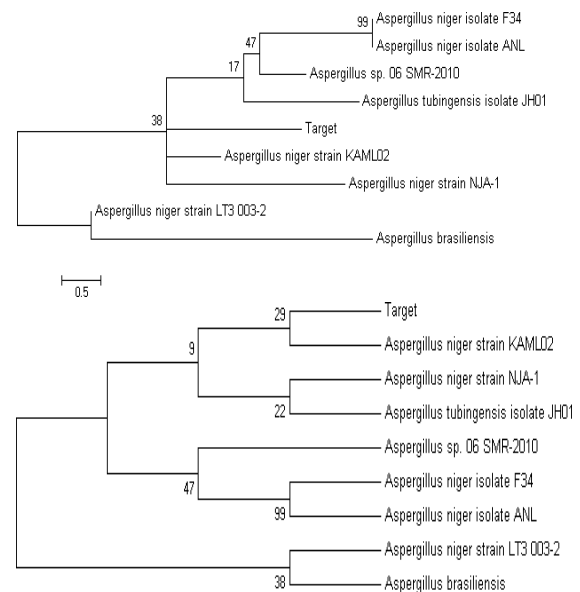 99
Aspergillus niger isolate F34
Aspergillus niger isolate ANL
47
Aspergillus sp. 06 SMR-2010
17
Aspergillus tubingensis isolate JH01
38
Target
Aspergillus niger strain KAML02
Aspergillus niger strain NJA-1
Aspergillus niger strain LT3 003-2
Aspergillus brasiliensis
0.5
29
Target
9
Aspergillus niger strain KAML02
Aspergillus niger strain NJA-1
22
Aspergillus tubingensis isolate JH01
Aspergillus sp. 06 SMR-2010
47
Aspergillus niger isolate F34
99
Aspergillus niger isolate ANL
Aspergillus niger strain LT3 003-2
38
Aspergillus brasiliensis